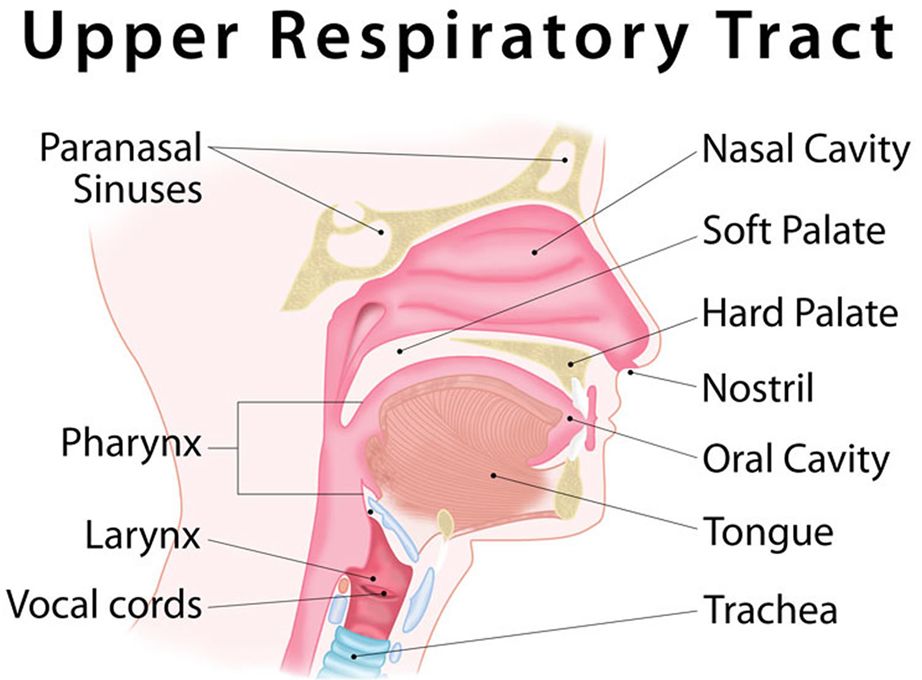 Upper Respiratory Tract
Paranasal
Sinuses
Pharynx
Larynx
Vocal cords
Nasal Cavity
Soft Palate
Hard Palate
Nostril
Oral Cavity
Tongue
Trachea